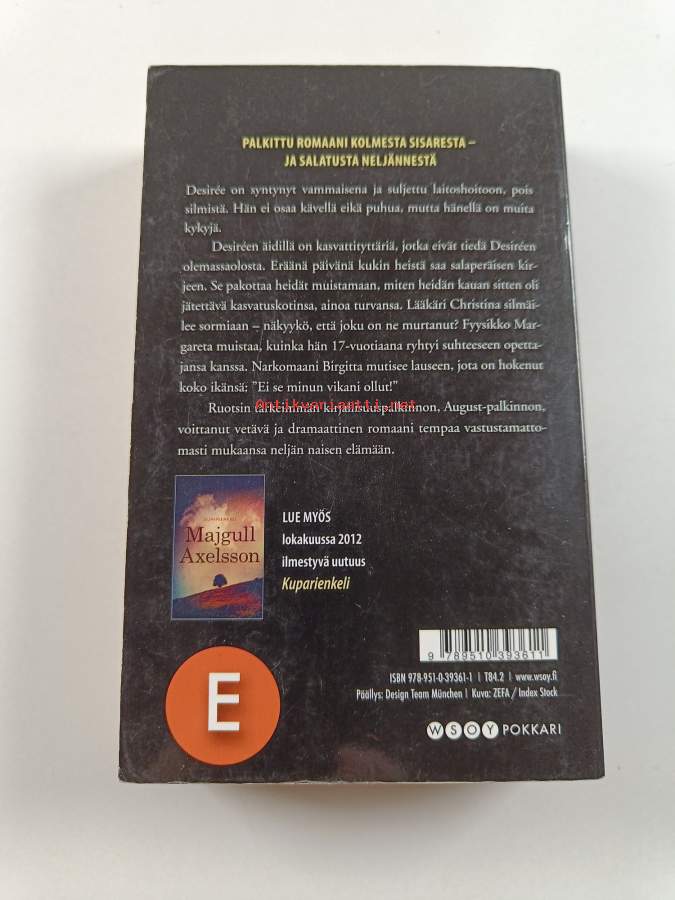 PALKITTU ROMAANI KOLMESTA SISARESTA –
JA SALATUSTA NELJÄNNESTÄ
Desirée on syntynyt vammaisena ja suljettu laitoshoitoon, pois
silmistä. Hän ei osaa kävellä eikä puhua, mutta hänellä on muita
kykyjä.
Desiréen äidillä on kasvattityttäriä, jotka eivät tiedä Desiréen
olemassaolosta. Eräänä päivänä kukin heistä saa salaperäisen kir-
jeen. Se pakottaa heidät muistamaan, miten heidän kauan sitten oli
jätettävä kasvatuskotinsa, ainoa turvansa. Lääkäri Christina silmäi-
lee sormiaan – näkyykö, että joku on ne murtanut? Fyysikko Mar-
gareta muistaa, kuinka hän 17-vuotiaana ryhtyi suhteeseen opetta-
jansa kanssa. Narkomaani Birgitta mutisee lauseen, jota on hokenut
koko ikänsä: ”Ei se minun vikani ollut!”
Antikvariaatti.net
Ruotsin tärkeimmän kirjallisuuspalkinnon, August-palkinnon,
voittanut vetävä ja dramaattinen romaani tempaa vastustamatto-
masti mukaansa neljän naisen elämään.
Majgull
Axelsson
LUE MYÖS
lokakuussa 2012
ilmestyvä uutuus
Kuparienkeli
9 789510 393611
ISBN 978-951-0-39361-1 | T84.2 | www.wsoy.fi
Päällys: Design Team München | Kuva: ZEFA / Index Stock
E
WSOY POKKARI